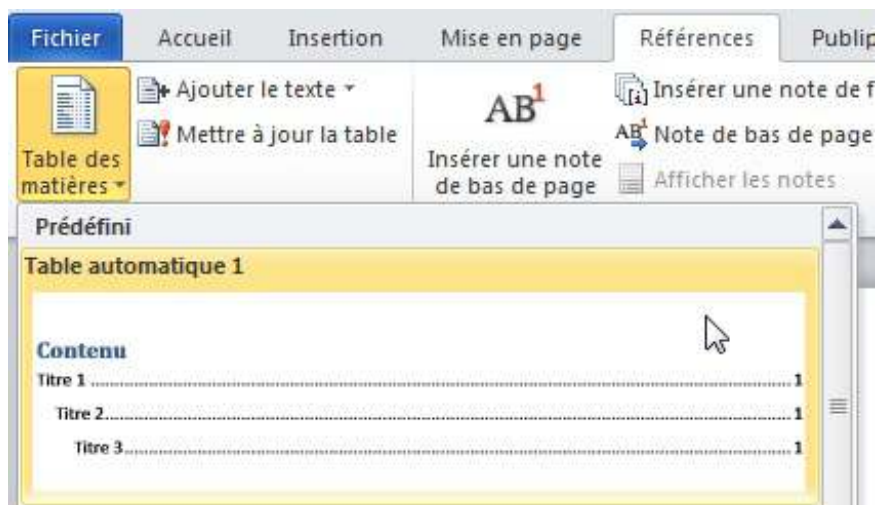 Fichier Accueil Insertion Mise en page Références Publip
Ajouter le texte
Mettre à jour la table
Table des
matières
AB1
Insérer une note
de bas de page
Insérer une note de f
AB1 Note de bas de page
Afficher les notes
Prédéfini
Table automatique 1
Contenu
Titre 1 ........ 1
Titre 2 ........ 1
Titre 3 ........ 1